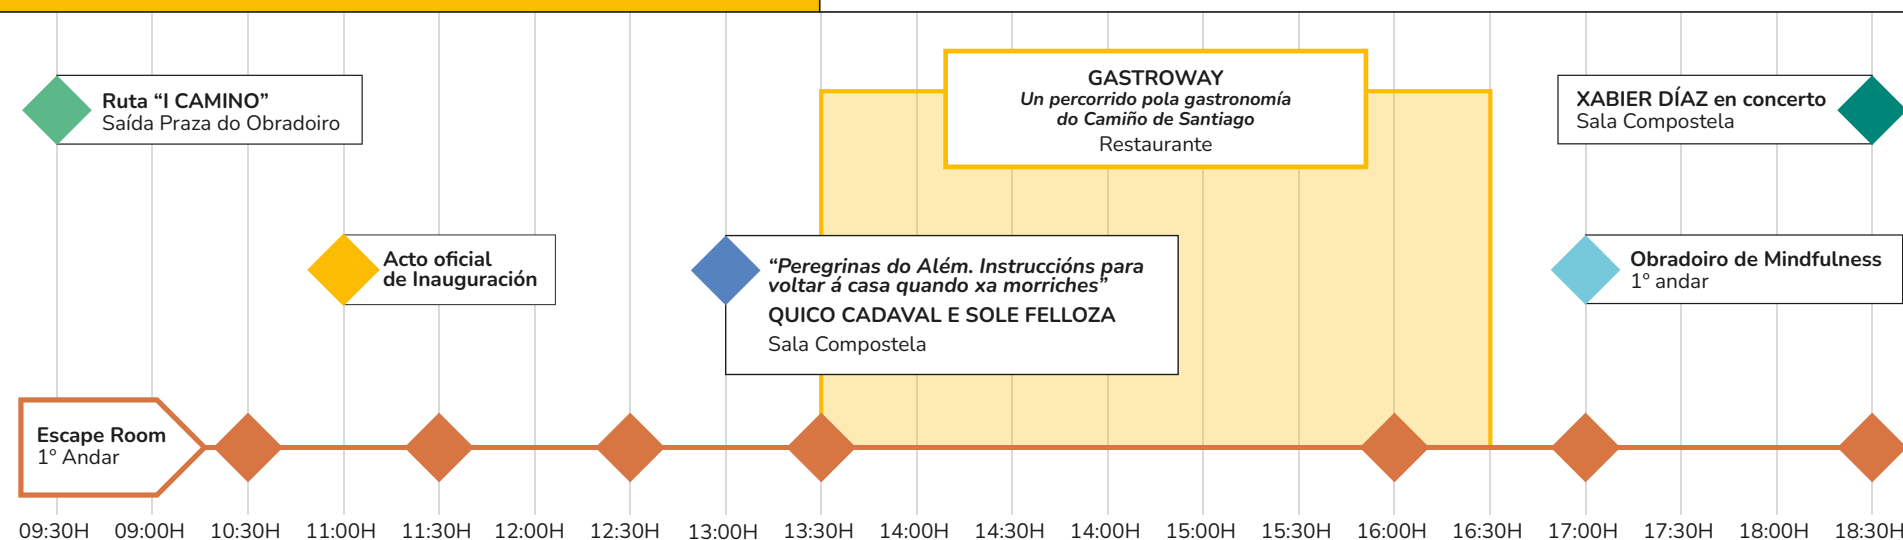 GASTROWAY
Un percorrido pola gastronomía
do Camiño de Santiago
Restaurante
Ruta “I CAMINO”
Saída Praza do Obradoiro
XABIER DÍAZ en concerto
Sala Compostela
Acto oficial
de Inauguración
“Peregrinas do Além. Instruccións para
voltar á casa quando xa morriches”
QUICO CADAVAL E SOLE FELLOZA
Sala Compostela
Obradoiro de Mindfulness
1º andar
Escape Room
1º Andar
09:30H 09:00H 10:30H 11:00H 11:30H 12:00H 12:30H 13:00H 13:30H 14:00H 14:30H 14:00H 15:00H 15:30H 16:00H 16:30H 17:00H 17:30H 18:00H 18:30H